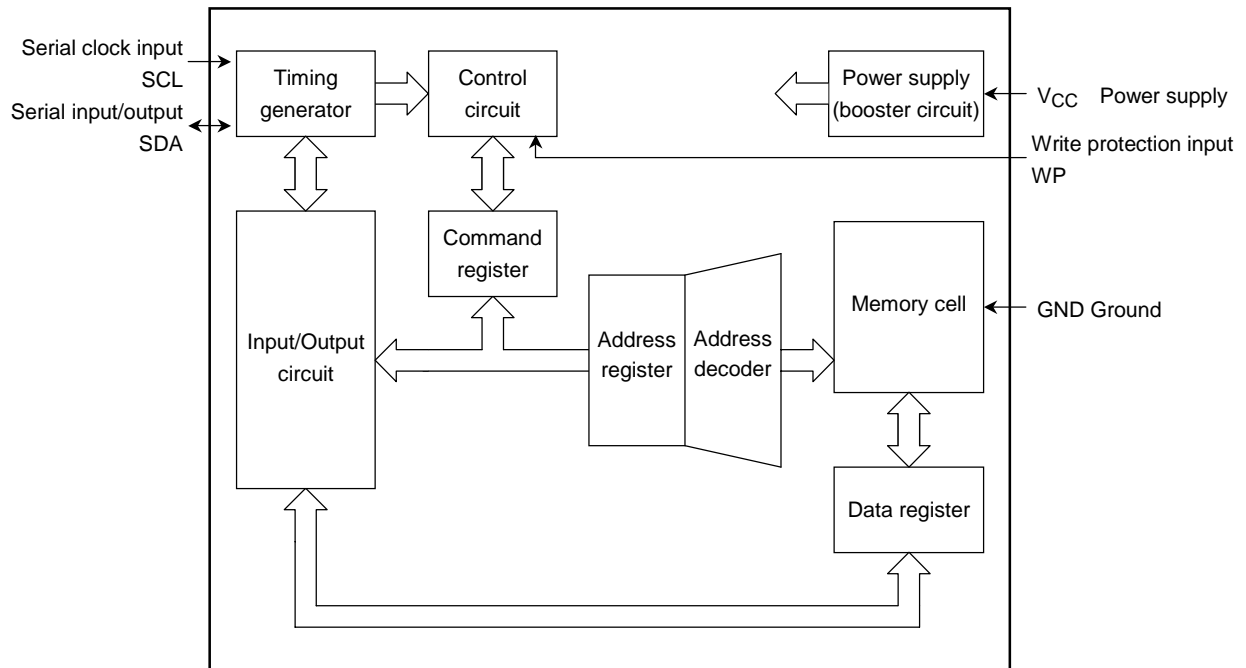 Serial clock input
SCL
Serial input/output
SDA
Timing
generator
Control
circuit
Power supply
(booster circuit)
VCC Power supply
Write protection input
WP
Input/Output
circuit
Command
register
Address
register
Address
decoder
Memory cell
GND Ground
Data register